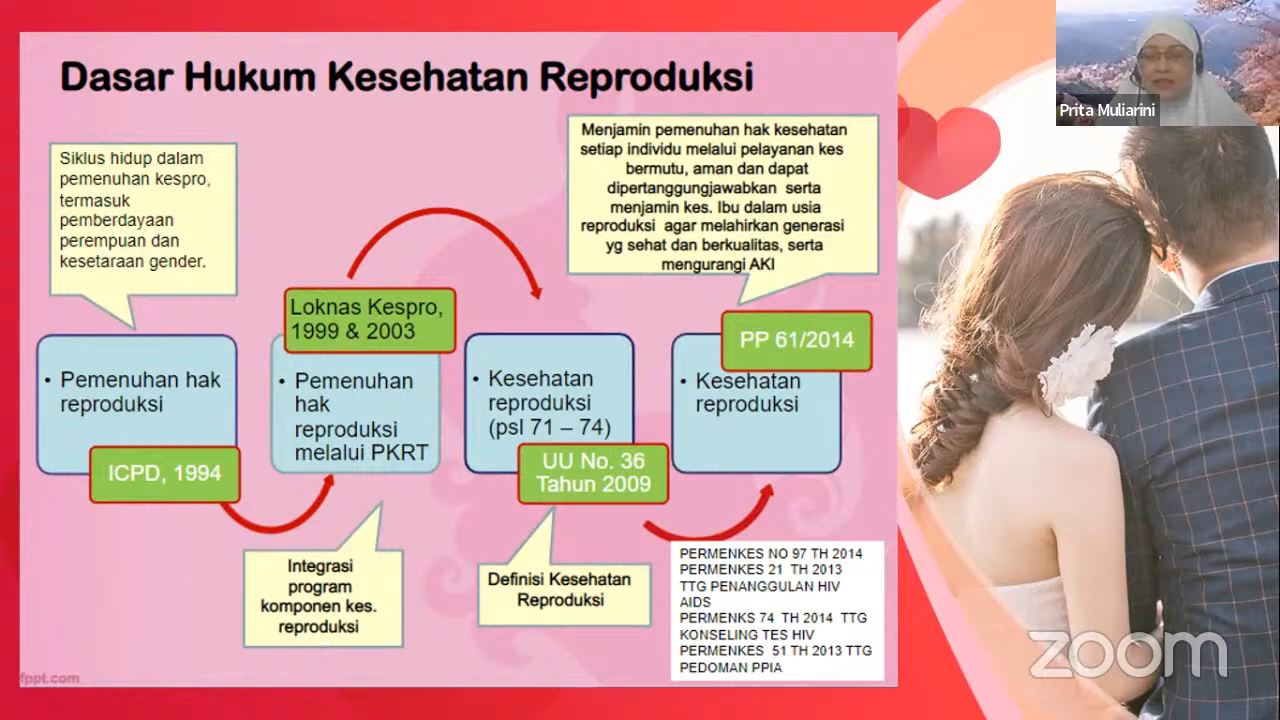 Dasar Hukum Kesehatan Reproduksi
Prita Muliarini
Siklus hidup dalam
pemenuhan kespro,
termasuk
pemberdayaan
perempuan dan
kesetaraan gender.
Menjamin pemenuhan hak kesehatan
setiap individu melalui pelayanan kes
bermutu, aman dan dapat
dipertanggungjawabkan serta
menjamin kes. Ibu dalam usia
reproduksi agar melahirkan generasi
yg sehat dan berkualitas, serta
mengurangi AKI
Loknas Kespro,
1999 & 2003
PP 61/2014
• Pemenuhan hak
reproduksi
• Pemenuhan
hak
reproduksi
melalui PKRT
• Kesehatan
reproduksi
(psl 71 – 74)
• Kesehatan
reproduksi
ICPD, 1994
UU No. 36
Tahun 2009
Integrasi
program
komponen kes.
reproduksi
Definisi Kesehatan
Reproduksi
PERMENKES NO 97 TH 2014
PERMENKES 21 TH 2013
TTG PENANGGULAN HIV
AIDS
PERMENKS 74 TH 2014 TTG
KONSELING TES HIV
PERMENKES 51 TH 2013 TTG
PEDOMAN PPIA
fppt.com
zoom